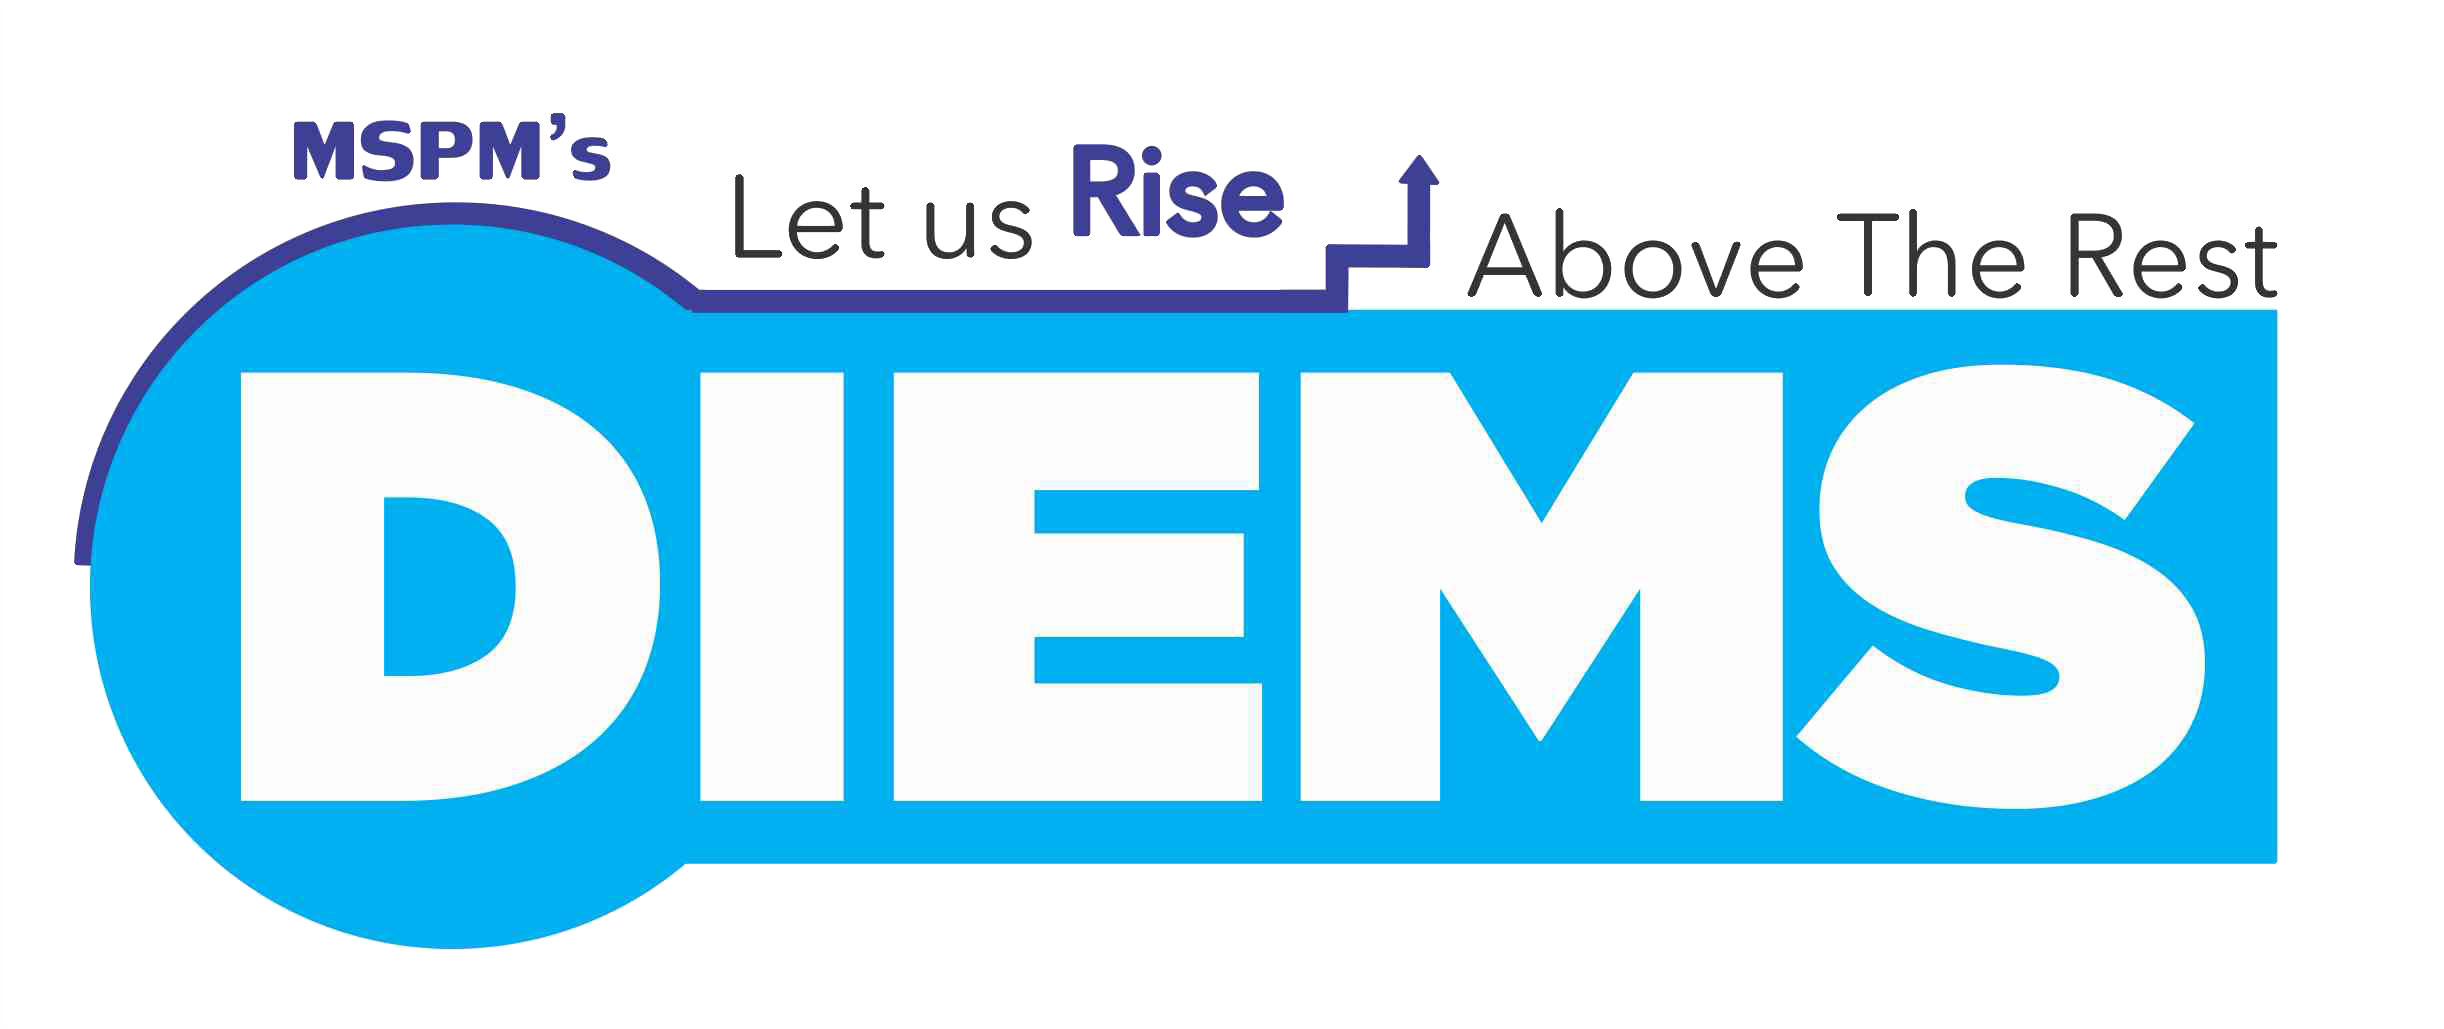 MSPM's
Let us Rise Above The Rest
DIEMS